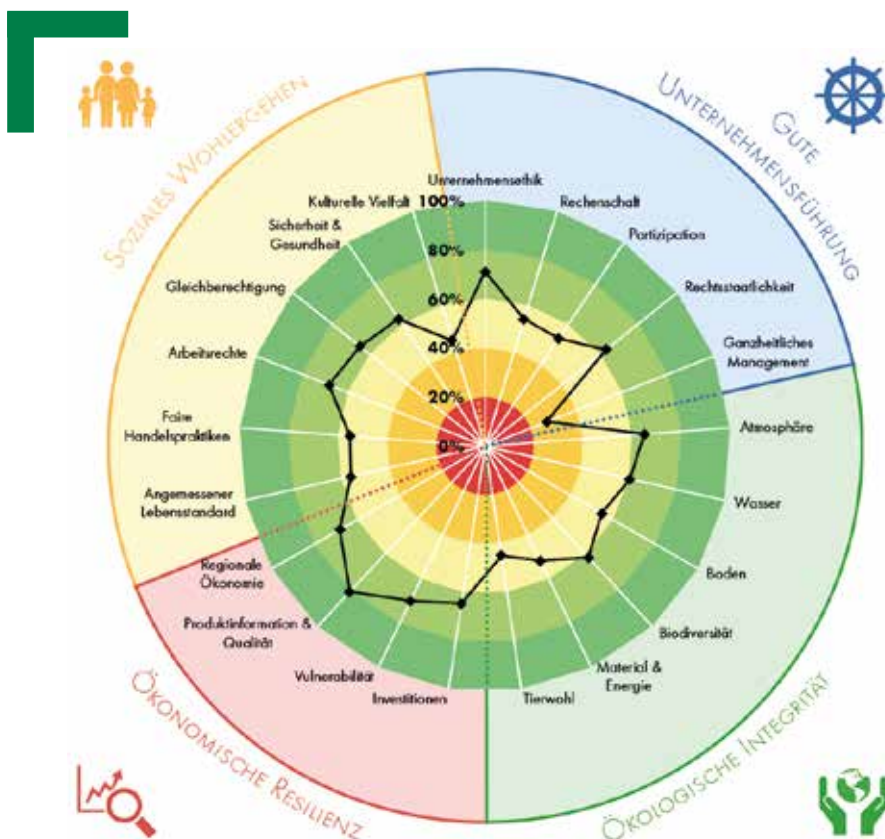 SOZIALES WOHLERGEHEN
GUTE
UNTERNEHMENSFÜHRUNG
Unternehmensethik
Rechenschaft
Partizipation
Rechtsstaatlichkeit
Ganzheitliches
Management
Atmosphäre
Wasser
Boden
Biodiversität
Material &
Energie
Tierwohl
Investitionen
Vulnerabilität
Produktinformation &
Qualität
Regionale
Ökonomie
Angemessener
Lebensstandard
Faire
Handelspraktiken
Arbeitsrechte
Gleichberechtigung
Sicherheit &
Gesundheit
Kulturelle Vielfalt
100%
80%
60%
40%
20%
0%
ÖKONOMISCHE RESILIENZ
ÖKOLOGISCHE INTEGRITÄT